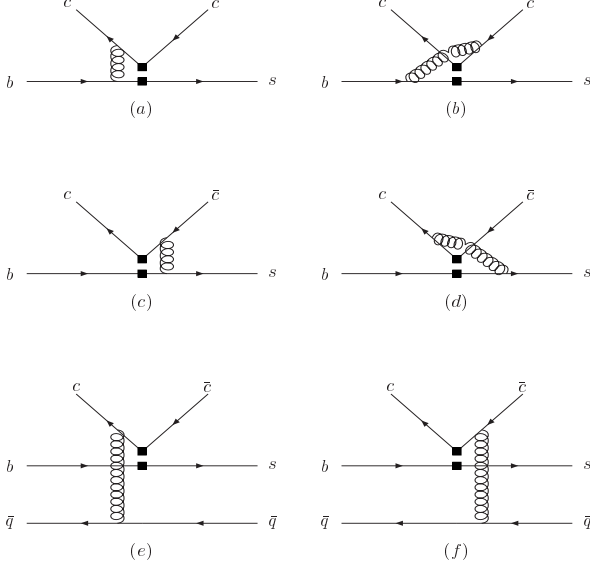 c c c c
b s b s
(a) (b)
c c̄ c c̄
b s b s
(c) (d)
c c̄ c c̄
b s b s
q̄ q̄ q̄ q̄
(e) (f)